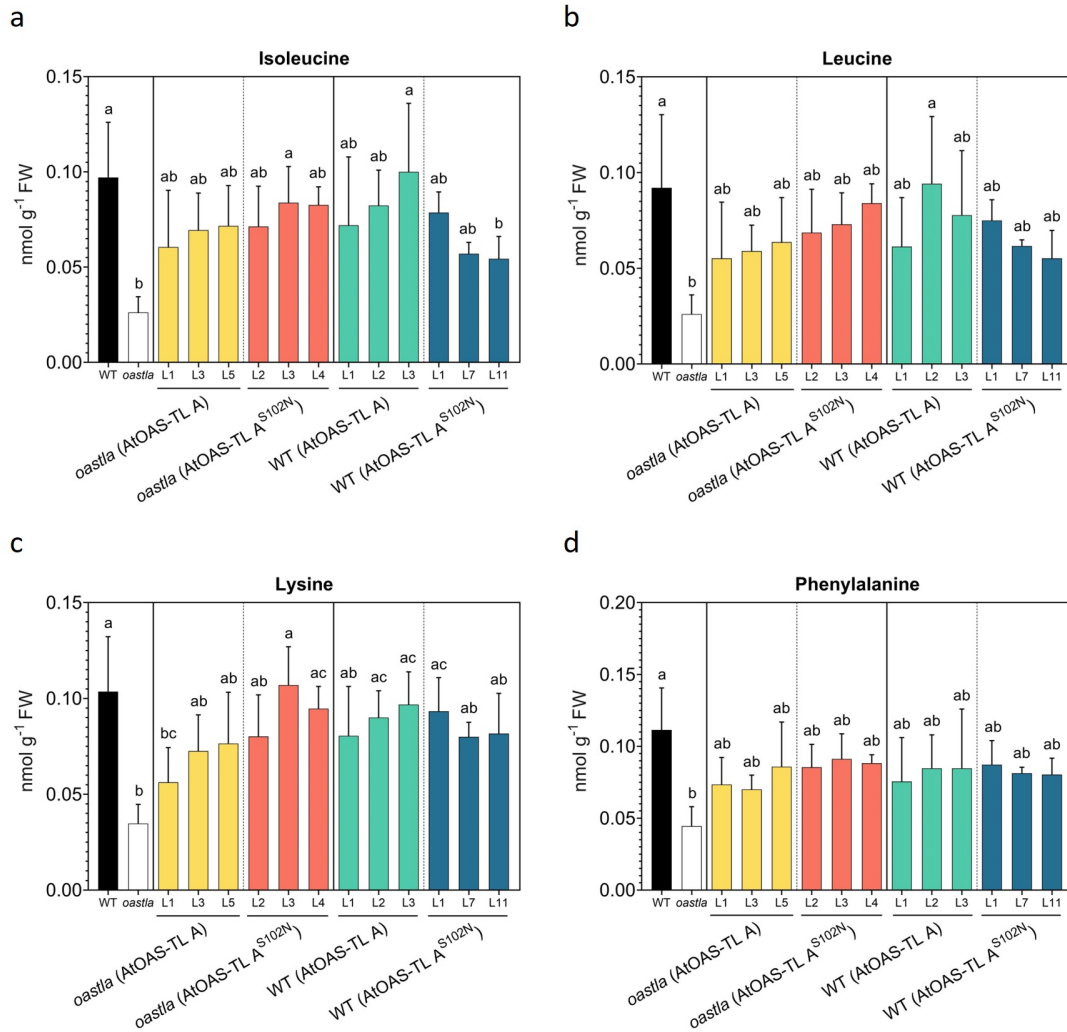 a
Isoleucine
nmol g⁻¹ FW
0.15
0.10
0.05
0.00
a
b
ab
ab
ab
ab
a
ab
ab
ab
a
ab
ab
b
WT
oastla
L1
L3
L5
L2
L3
L4
L1
L2
L3
L1
L7
L11
oastla (AtOAS-TL A)
oastla (AtOAS-TL A^S102N)
WT (AtOAS-TL A)
WT (AtOAS-TL A^S102N)
b
Leucine
nmol g⁻¹ FW
0.15
0.10
0.05
0.00
a
b
ab
ab
ab
ab
ab
ab
ab
a
ab
ab
ab
ab
WT
oastla
L1
L3
L5
L2
L3
L4
L1
L2
L3
L1
L7
L11
oastla (AtOAS-TL A)
oastla (AtOAS-TL A^S102N)
WT (AtOAS-TL A)
WT (AtOAS-TL A^S102N)
c
Lysine
nmol g⁻¹ FW
0.15
0.10
0.05
0.00
a
b
bc
ab
ab
ab
a
ac
ab
ac
ac
ac
ab
ab
WT
oastla
L1
L3
L5
L2
L3
L4
L1
L2
L3
L1
L7
L11
oastla (AtOAS-TL A)
oastla (AtOAS-TL A^S102N)
WT (AtOAS-TL A)
WT (AtOAS-TL A^S102N)
d
Phenylalanine
nmol g⁻¹ FW
0.20
0.15
0.10
0.05
0.00
a
b
ab
ab
ab
ab
ab
ab
ab
ab
ab
ab
ab
ab
WT
oastla
L1
L3
L5
L2
L3
L4
L1
L2
L3
L1
L7
L11
oastla (AtOAS-TL A)
oastla (AtOAS-TL A^S102N)
WT (AtOAS-TL A)
WT (AtOAS-TL A^S102N)